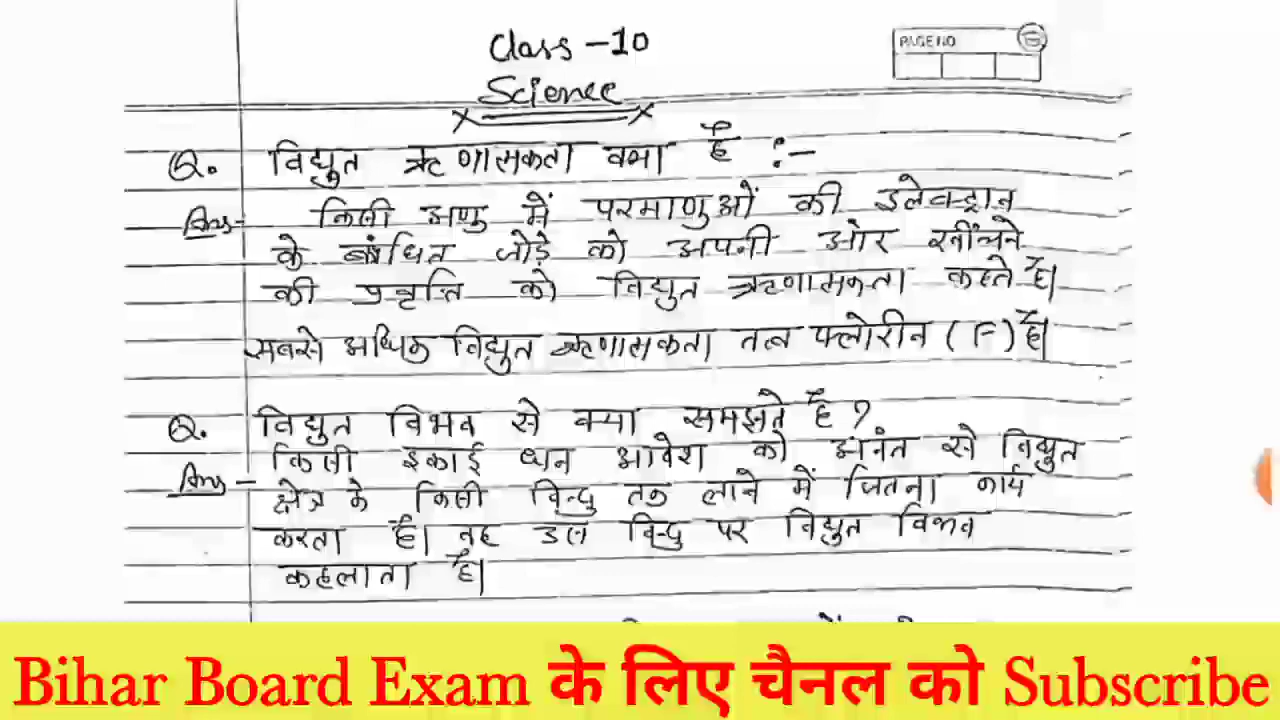 Class -10
PAGE NO
Science
Q. विद्युत ऋणात्मकता क्या है :-
Ans- किसी अणु में परमाणुओं की इलेक्ट्रान
के बंधित जोड़े को अपनी ओर खींचने
की प्रवृत्ति को विद्युत ऋणात्मकता कहते है।
सबसे अधिक विद्युत ऋणात्मकता तत्व फ्लोरीन (F) है।
Q. विद्युत विभव से क्या समझते है ?
Ans - किसी इकाई धन आवेश को अनंत से विद्युत
क्षेत्र के किसी विन्दु तक लाने में जितना कार्य
करता है। वह उस विन्दु पर विद्युत विभव
कहलाता है।
Bihar Board Exam के लिए चैनल को Subscribe